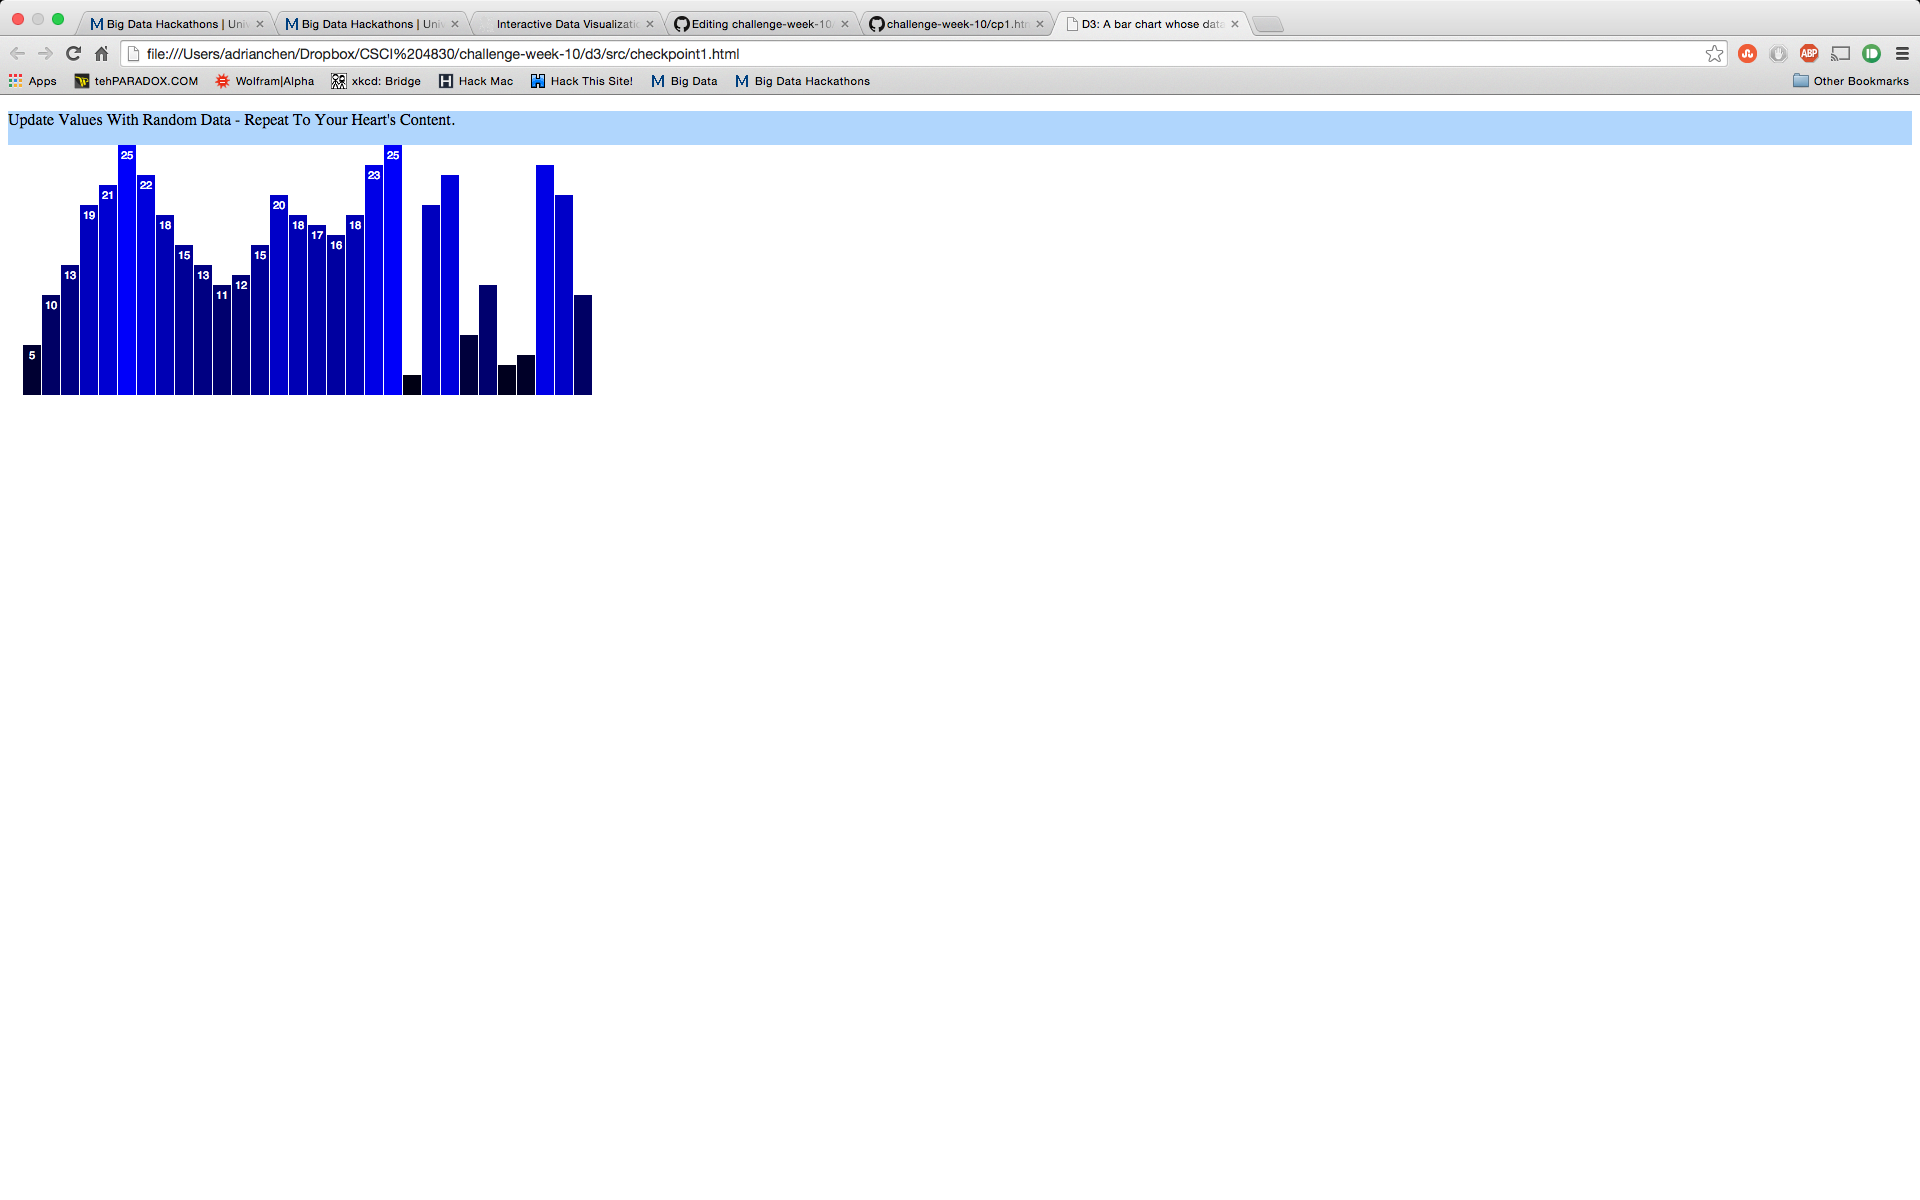 Big Data Hackathons | Univ
Big Data Hackathons | Univ
Interactive Data Visualizati
Editing challenge-week-10/
challenge-week-10/cp1.htm
D3: A bar chart whose data
file:///Users/adrianchen/Dropbox/CSCI%204830/challenge-week-10/d3/src/checkpoint1.html
ABP
Apps tehPARADOX.COM Wolfram|Alpha xkcd: Bridge Hack Mac Hack This Site! Big Data Big Data Hackathons Other Bookmarks
Update Values With Random Data - Repeat To Your Heart's Content.
5 10 13 19 21 25 22 18 15 13 11 12 15 20 18 17 16 18 23 25